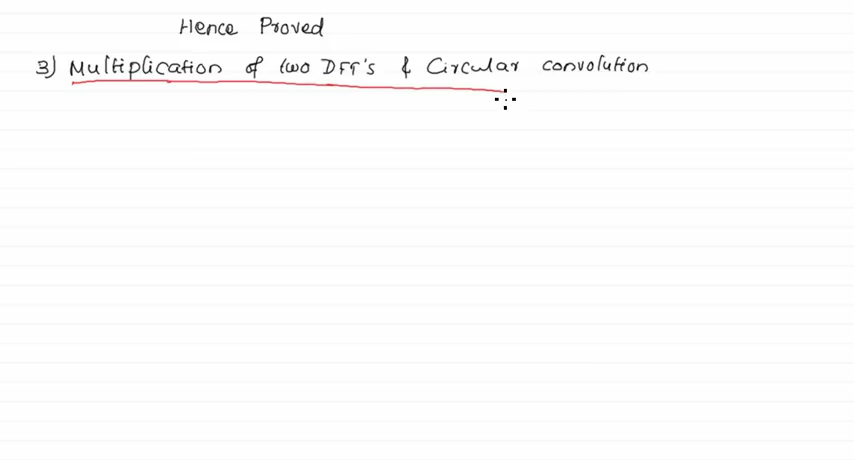 Hence Proved
3) Multiplication of two DFT's & Circular convolution